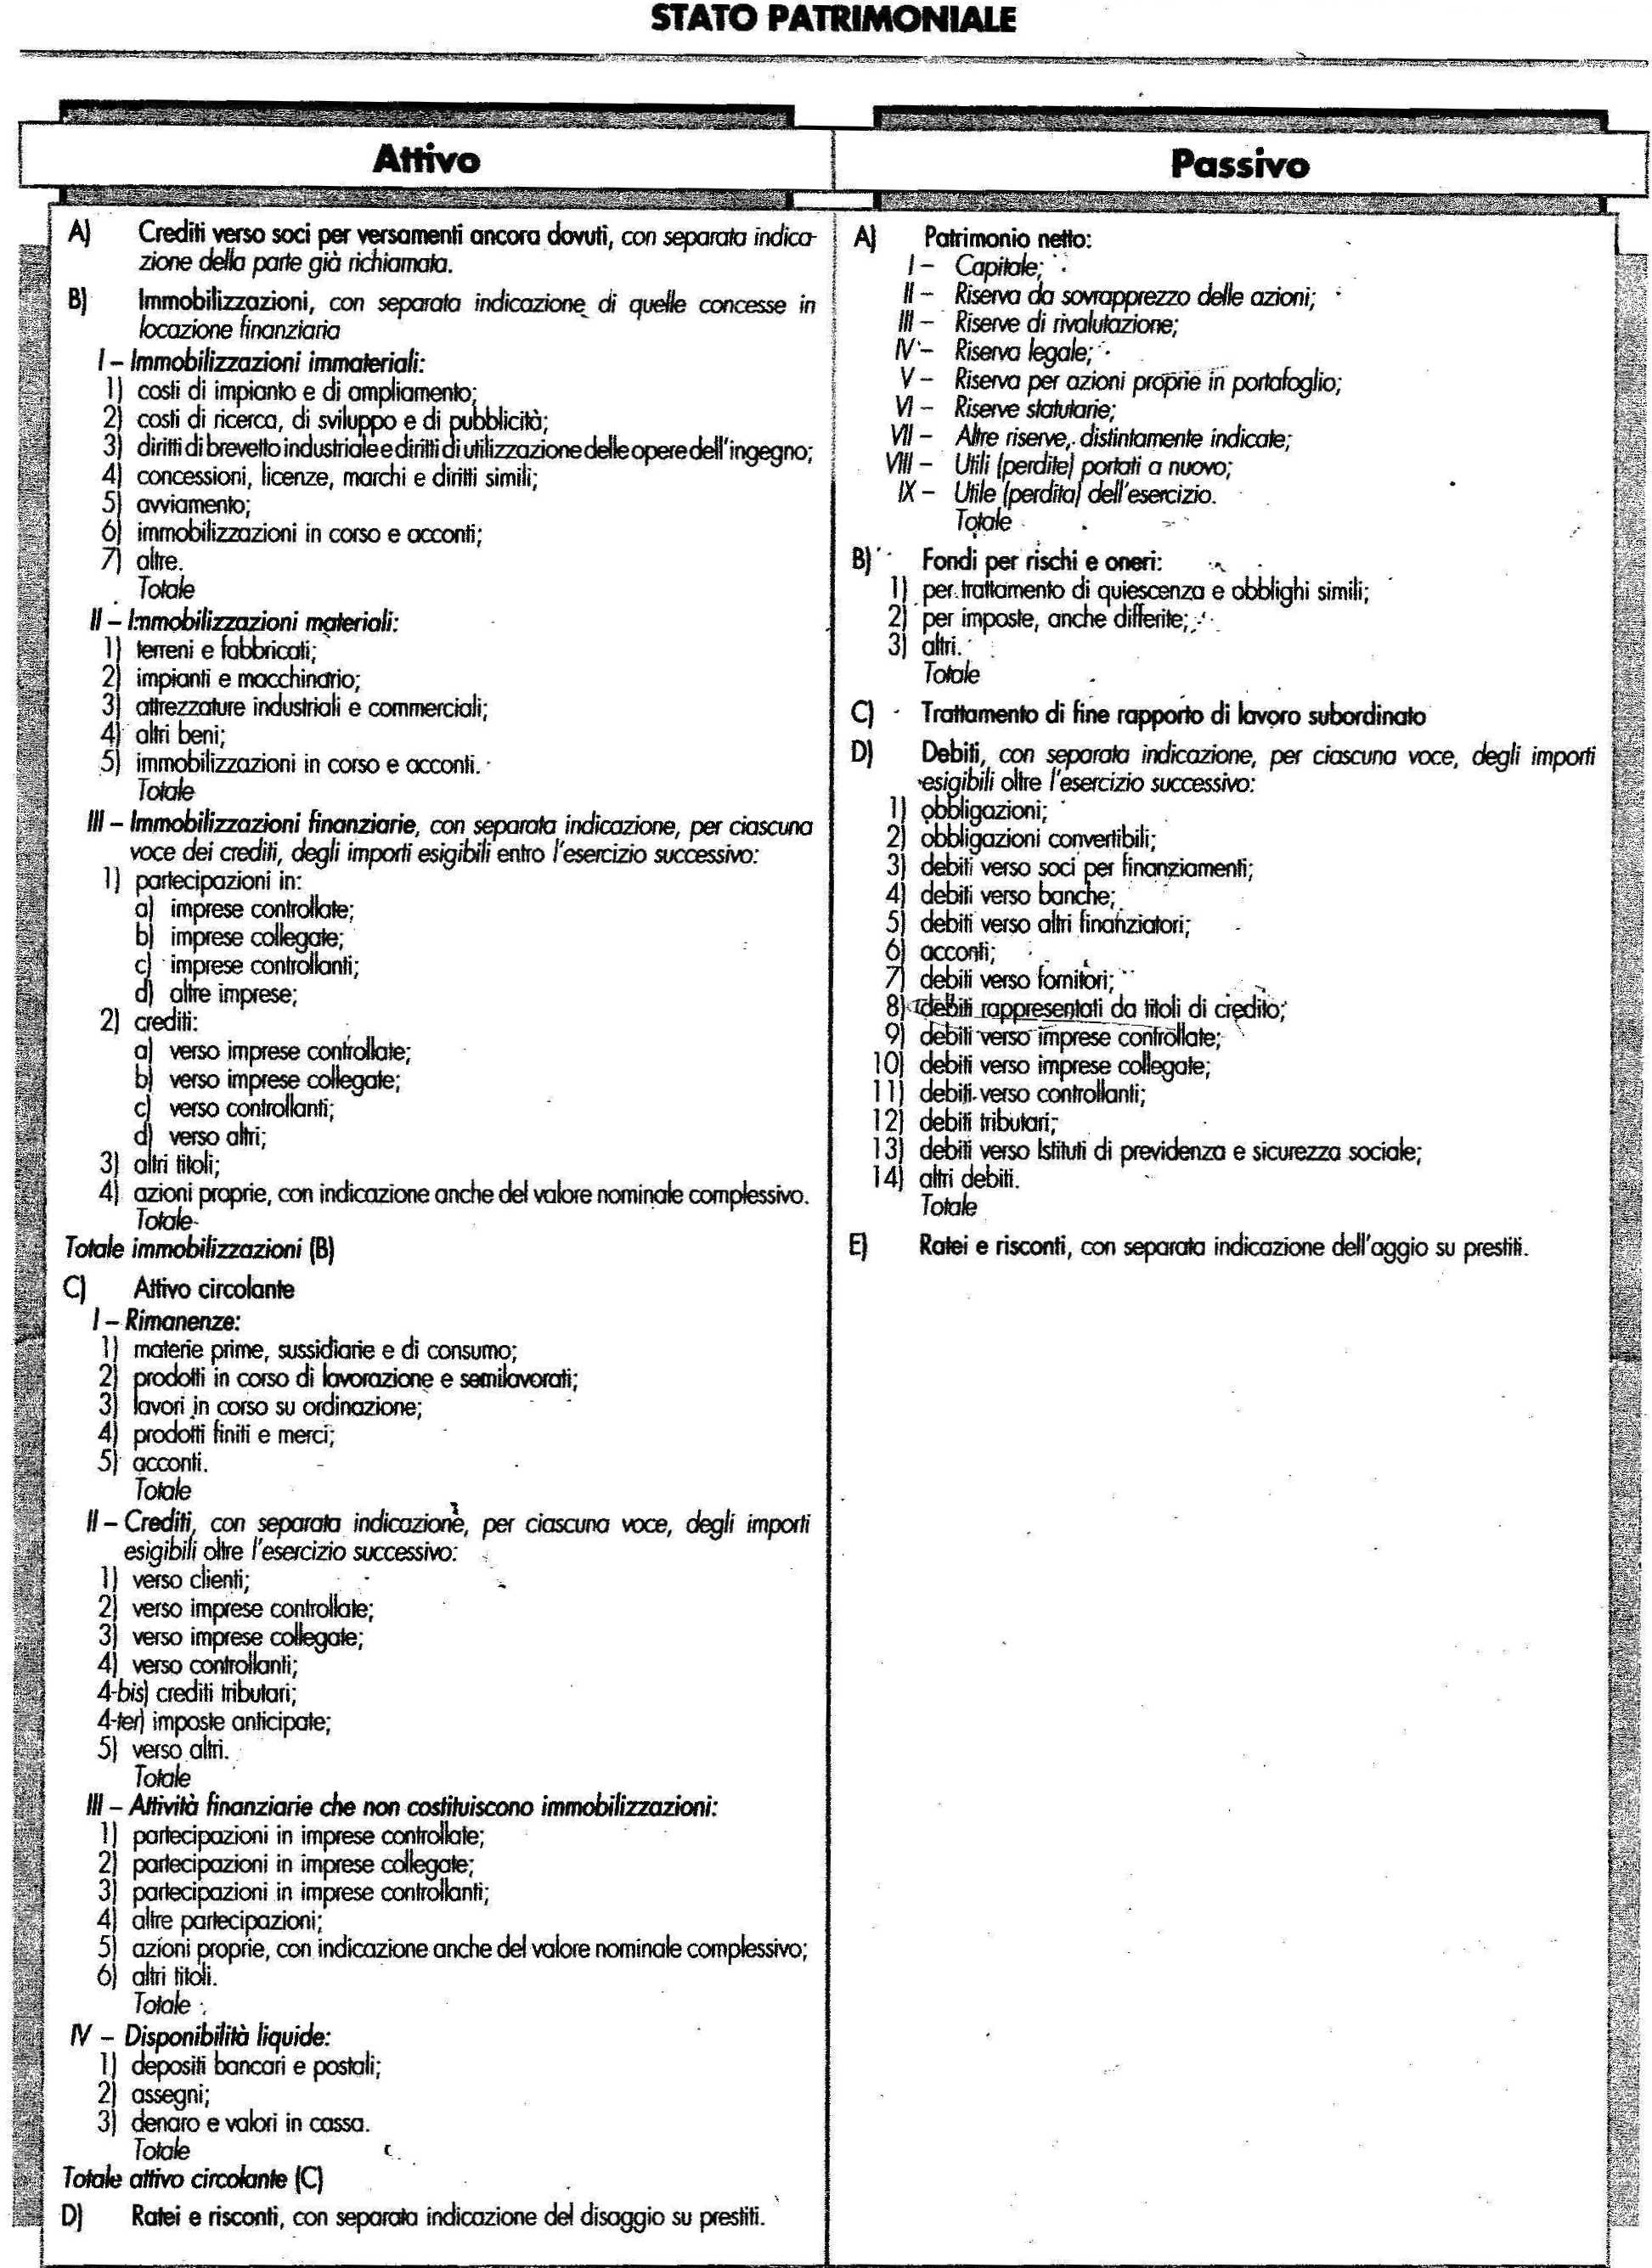 STATO PATRIMONIALE
Attivo
A) Crediti verso soci per versamenti ancora dovuti, con separata indica-
zione della parte già richiamata.
B) Immobilizzazioni, con separata indicazione di quelle concesse in
locazione finanziaria
I – Immobilizzazioni immateriali:
1) costi di impianto e di ampliamento;
2) costi di ricerca, di sviluppo e di pubblicità;
3) diritti di brevetto industriale e diritti di utilizzazione delle opere dell'ingegno;
4) concessioni, licenze, marchi e diritti simili;
5) avviamento;
6) immobilizzazioni in corso e acconti;
7) altre.
Totale
II – Immobilizzazioni materiali:
1) terreni e fabbricati;
2) impianti e macchinario;
3) attrezzature industriali e commerciali;
4) altri beni;
5) immobilizzazioni in corso e acconti.
Totale
III – Immobilizzazioni finanziarie, con separata indicazione, per ciascuna
voce dei crediti, degli importi esigibili entro l'esercizio successivo:
1) partecipazioni in:
a) imprese controllate;
b) imprese collegate;
c) imprese controllanti;
d) altre imprese;
2) crediti:
a) verso imprese controllate;
b) verso imprese collegate;
c) verso controllanti;
d) verso altri;
3) altri titoli;
4) azioni proprie, con indicazione anche del valore nominale complessivo.
Totale
Totale immobilizzazioni (B)
C) Attivo circolante
I – Rimanenze:
1) materie prime, sussidiarie e di consumo;
2) prodotti in corso di lavorazione e semilavorati;
3) lavori in corso su ordinazione;
4) prodotti finiti e merci;
5) acconti.
Totale
II – Crediti, con separata indicazione, per ciascuna voce, degli importi
esigibili oltre l'esercizio successivo:
1) verso clienti;
2) verso imprese controllate;
3) verso imprese collegate;
4) verso controllanti;
4-bis) crediti tributari;
4-ter) imposte anticipate;
5) verso altri.
Totale
III – Attività finanziarie che non costituiscono immobilizzazioni:
1) partecipazioni in imprese controllate;
2) partecipazioni in imprese collegate;
3) partecipazioni in imprese controllanti;
4) altre partecipazioni;
5) azioni proprie, con indicazione anche del valore nominale complessivo;
6) altri titoli.
Totale
IV – Disponibilità liquide:
1) depositi bancari e postali;
2) assegni;
3) denaro e valori in cassa.
Totale
Totale attivo circolante (C)
D) Ratei e risconti, con separata indicazione del disaggio su prestiti.
Passivo
A) Patrimonio netto:
I – Capitale;
II – Riserva da sovrapprezzo delle azioni;
III – Riserve di rivalutazione;
IV – Riserva legale;
V – Riserva per azioni proprie in portafoglio;
VI – Riserve statutarie;
VII – Altre riserve, distintamente indicate;
VIII – Utili (perdite) portati a nuovo;
IX – Utile (perdita) dell'esercizio.
Totale
B) Fondi per rischi e oneri:
1) per trattamento di quiescenza e obblighi simili;
2) per imposte, anche differite;
3) altri.
Totale
C) Trattamento di fine rapporto di lavoro subordinato
D) Debiti, con separata indicazione, per ciascuna voce, degli importi
esigibili oltre l'esercizio successivo:
1) obbligazioni;
2) obbligazioni convertibili;
3) debiti verso soci per finanziamenti;
4) debiti verso banche;
5) debiti verso altri finanziatori;
6) acconti;
7) debiti verso fornitori;
8) debiti rappresentati da titoli di credito;
9) debiti verso imprese controllate;
10) debiti verso imprese collegate;
11) debiti verso controllanti;
12) debiti tributari;
13) debiti verso Istituti di previdenza e sicurezza sociale;
14) altri debiti.
Totale
E) Ratei e risconti, con separata indicazione dell'aggio su prestiti.